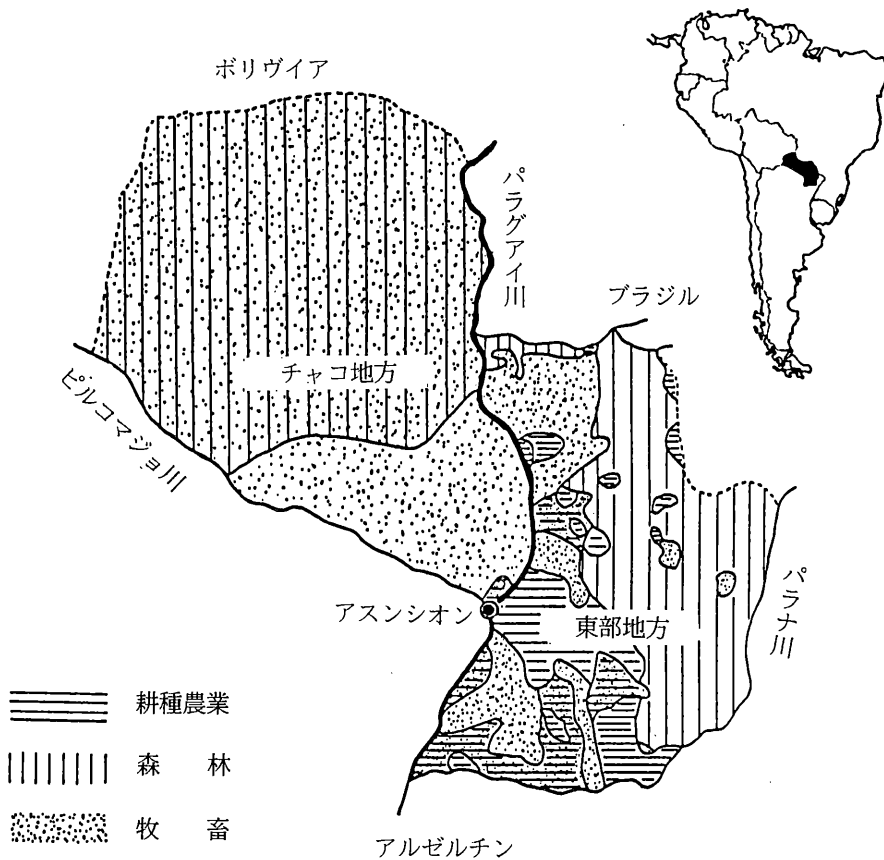 ボリヴイア
パラグアイ川
ブラジル
チャコ地方
ピルコマジョ川
アスンシオン
東部地方
パラナ川
耕種農業
森　林
牧　畜
アルゼルチン